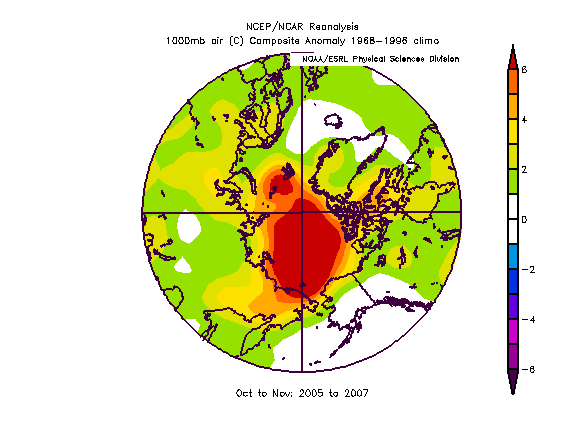 NCEP/NCAR Reanalysis
1000mb air (C) Composite Anomaly 1968-1996 climo
NOAA/ESRL Physical Sciences Division
6
4
2
0
-2
-4
-6
Oct to Nov: 2005 to 2007